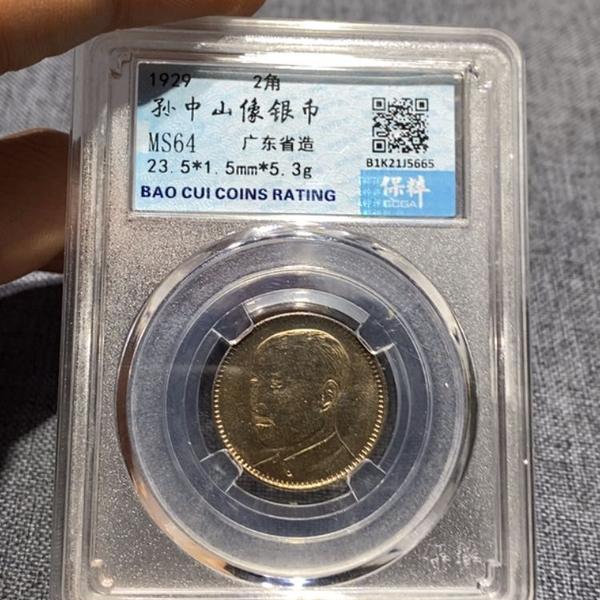 1929 2角
孙中山像银币
MS64 广东省造
23.5*1.5mm*5.3g
BAO CUI COINS RATING
B1K21J5665
保粹